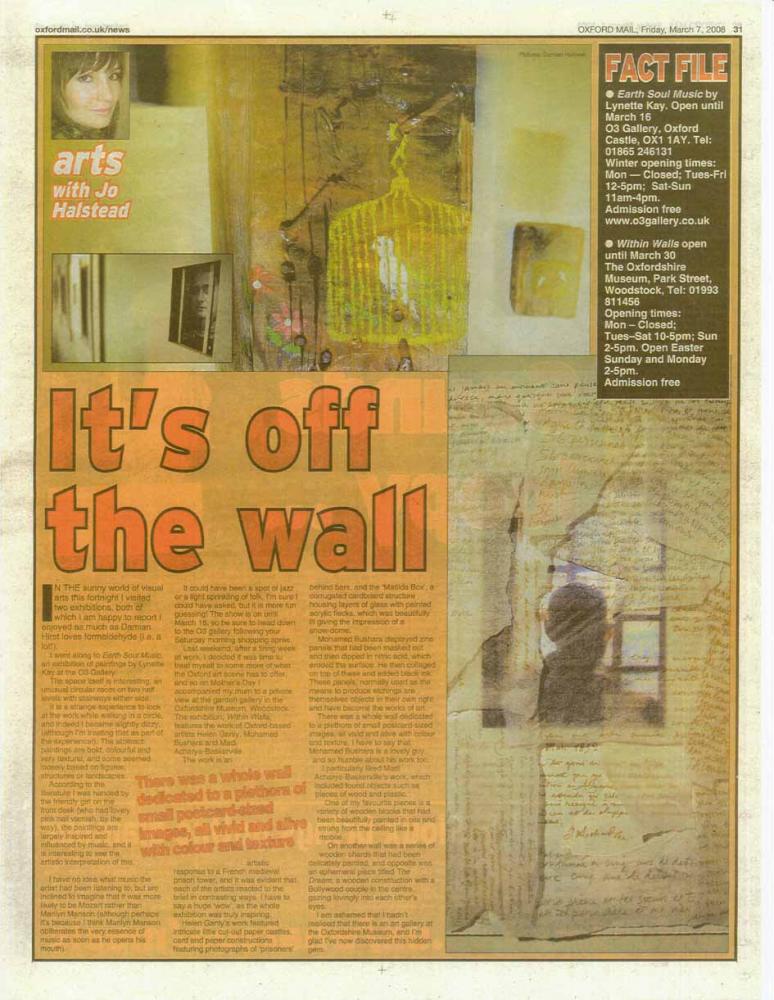 oxfordmail.co.uk/news
OXFORD MAIL, Friday, March 7, 2008 31
arts
with Jo
Halstead
FACT FILE
● Earth Soul Music by
Lynette Kay. Open until
March 16
O3 Gallery, Oxford
Castle, OX1 1AY. Tel:
01865 246131
Winter opening times:
Mon — Closed; Tues-Fri
12-5pm; Sat-Sun
11am-4pm.
Admission free
www.o3gallery.co.uk
● Within Walls open
until March 30
The Oxfordshire
Museum, Park Street,
Woodstock, Tel: 01993
811456
Opening times:
Mon – Closed;
Tues–Sat 10-5pm; Sun
2-5pm. Open Easter
Sunday and Monday
2-5pm.
Admission free
It's off
the wall
IN THE sunny world of visual
arts this fortnight I visited
two exhibitions, both of
which I am happy to report I
enjoyed as much as Damian
Hirst loves formaldehyde (i.e. a
lot!).
I went along to Earth Soul Music,
an exhibition of paintings by Lynette
Kay at the O3 Gallery.
The space itself is interesting, an
unusual circular room on two half
levels with stairways either side.
It is a strange experience to look
at the work while walking in a circle,
and indeed I became slightly dizzy,
(although I'm treating that as part of
the experience!). The abstract
paintings are bold, colourful and
very textural, and some seemed
loosely based on figures,
structures or landscapes.
According to the
literature I was handed by
the friendly girl on the
front desk (who had lovely
pink nail varnish, by the
way), the paintings are
largely inspired and
influenced by music, and it
is interesting to see the
artistic interpretation of this.
I have no idea what music the
artist had been listening to, but am
inclined to imagine that it was more
likely to be Mozart rather than
Marilyn Manson (although perhaps
it's because I think Marilyn Manson
obliterates the very essence of
music as soon as he opens his
mouth).
It could have been a spot of jazz
or a light sprinkling of folk, I'm sure I
could have asked, but it is more fun
guessing! The show is on until
March 16, so be sure to head down
to the O3 gallery following your
Saturday morning shopping spree.
Last weekend, after a tiring week
at work, I decided it was time to
treat myself to some more of what
the Oxford art scene has to offer,
and so on Mother's Day I
accompanied my mum to a private
view at the garden gallery in the
Oxfordshire Museum, Woodstock.
The exhibition, Within Walls,
features the work of Oxford-based
artists Helen Ganly, Mohamed
Bushara and Madi
Acharya-Baskerville.
The work is an
There was a whole wall
dedicated to a plethora of
small postcard-sized
images, all vivid and alive
with colour and texture
artistic
response to a French medieval
prison tower, and it was evident that
each of the artists reacted to the
brief in contrasting ways. I have to
say a huge 'wow', as the whole
exhibition was truly inspiring.
Helen Ganly's work featured
intricate little cut-out paper castles,
card and paper constructions
featuring photographs of 'prisoners'
behind bars, and the 'Matilda Box', a
corrugated cardboard structure
housing layers of glass with painted
acrylic flecks, which was beautifully
lit giving the impression of a
snow-dome.
Mohamed Bushara displayed zinc
panels that had been masked out
and then dipped in nitric acid, which
eroded the surface. He then collaged
on top of these and added black ink.
These panels, normally used as the
means to produce etchings are
themselves objects in their own right
and have become the works of art.
There was a whole wall dedicated
to a plethora of small postcard-sized
images, all vivid and alive with colour
and texture. I have to say that
Mohamed Bushara is a lovely guy,
and so humble about his work too.
I particularly liked Madi
Acharya-Baskerville's work, which
included found objects such as
pieces of wood and plastic.
One of my favourite pieces is a
variety of wooden blocks that had
been beautifully painted in oils and
strung from the ceiling like a
mobile.
On another wall was a series of
wooden shards that had been
delicately painted, and opposite was
an ephemeral piece titled The
Dream, a wooden construction with a
Bollywood couple in the centre,
gazing lovingly into each other's
eyes.
I am ashamed that I hadn't
realised that there is an art gallery at
the Oxfordshire Museum, and I'm
glad I've now discovered this hidden
gem.